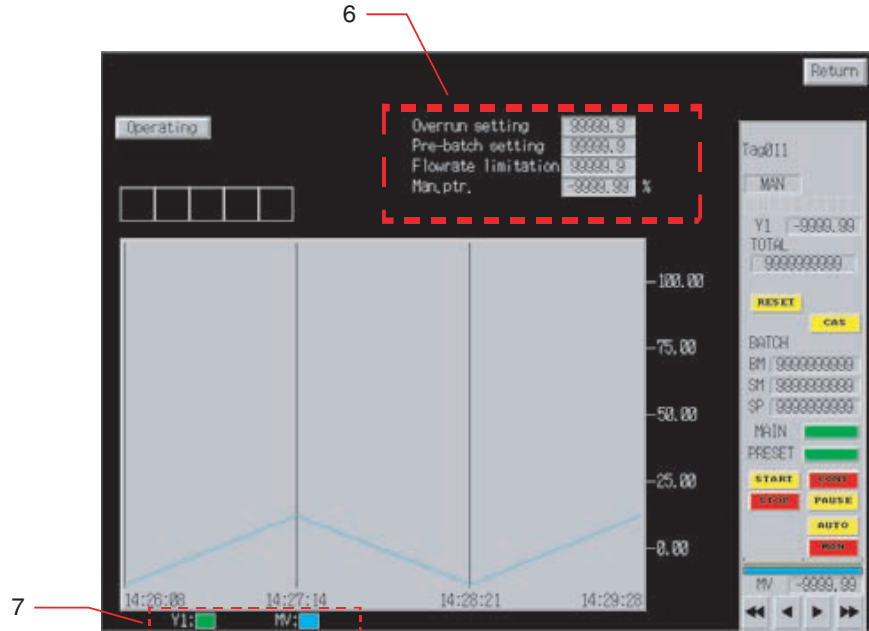 6
Return
Operating
Overrun setting 99999.9
Pre-batch setting 99999.9
Flowrate limitation 99999.9
Man.ptr. -9999.99 %
Tag011
MAN
Y1 -9999.99
TOTAL
9999999999
RESET
CAS
BATCH
BM 9999999999
SM 9999999999
SP 9999999999
MAIN
PRESET
START CONT
STOP PAUSE
AUTO
MAN
MV -9999.99
100.00
75.00
50.00
25.00
0.00
14:26:08 14:27:14 14:28:21 14:29:28
7
Y1: MV: